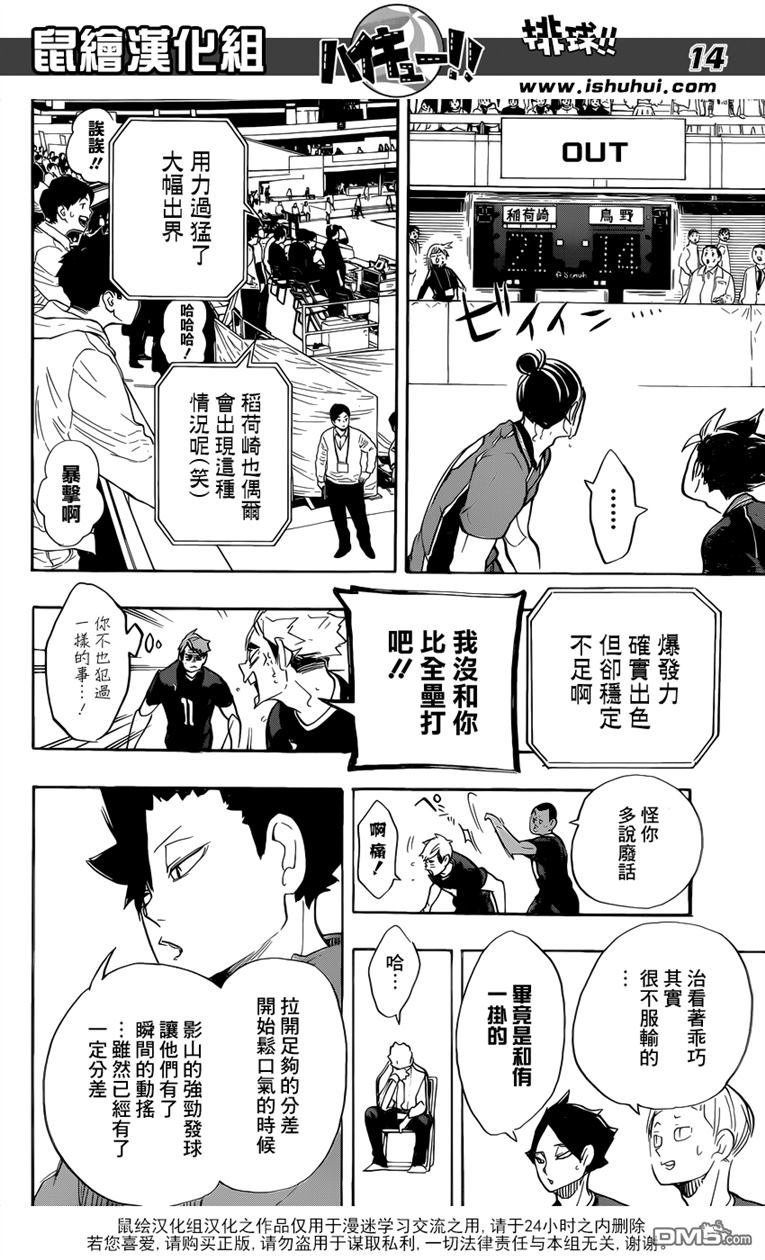 鼠繪漢化組
ハイキュー!!
排球!!
14
www.ishuhui.com
OUT
稲荷崎
烏野
21-14
ビイイイン
……
誒誒!!
用力過猛了
大幅出界
哈哈哈!
稻荷崎也偶爾
會出現這種
情況呢(笑)
暴擊啊
爆發力
確實出色
但卻穩定
不足啊
我沒和你
比全壘打
吧!!
你不也犯過
一樣的事…!
11
怪你
多說廢話
啊痛!
治看著乖巧
其實
很不服輸的
…
畢竟是和侑
一掛的
哈…
拉開足夠的分差
開始鬆口氣的時候
影山的強勁發球
讓他們有了
瞬間的動搖
…雖然已經有了
一定分差
鼠绘汉化组汉化之作品仅用于漫迷学习交流之用,请于24小时之内删除
若您喜爱,请购买正版,请勿盗用于谋取私利,一切法律责任与本组无关,谢谢。
DM5.com